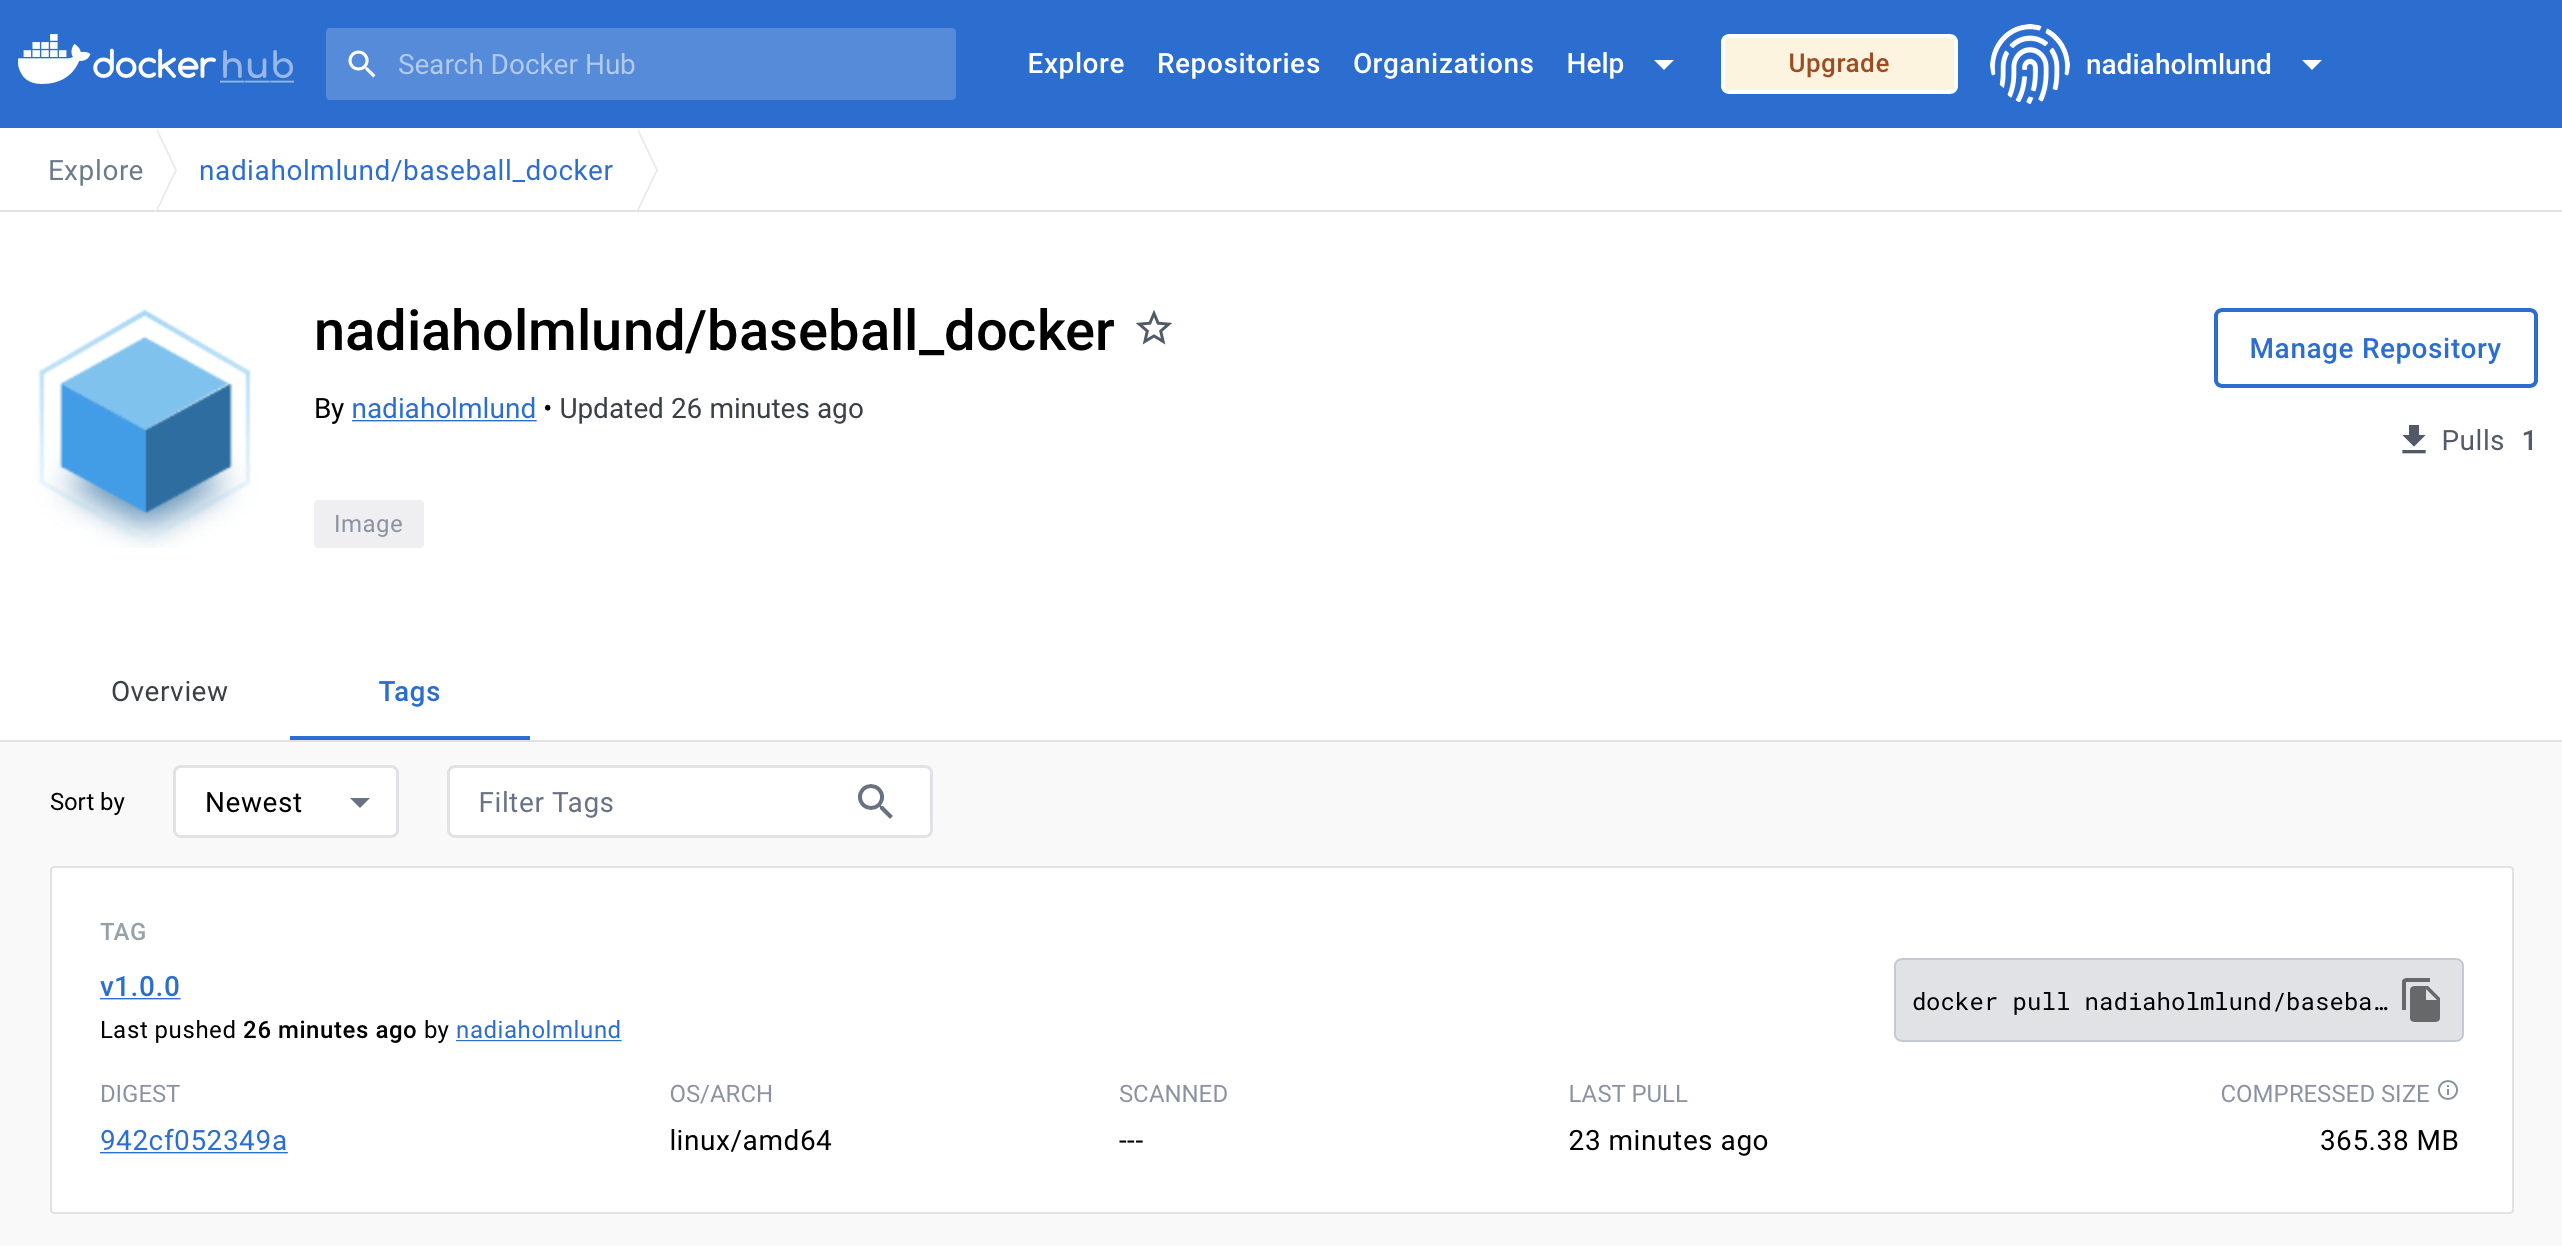 dockerhub Search Docker Hub Explore Repositories Organizations Help Upgrade nadiaholmlund
Explore nadiaholmlund/baseball_docker
nadiaholmlund/baseball_docker
Manage Repository
By nadiaholmlund • Updated 26 minutes ago
Pulls 1
Image
Overview Tags
Sort by Newest Filter Tags
TAG
v1.0.0
docker pull nadiaholmlund/baseba…
Last pushed 26 minutes ago by nadiaholmlund
DIGEST OS/ARCH SCANNED LAST PULL COMPRESSED SIZE
942cf052349a linux/amd64 --- 23 minutes ago 365.38 MB